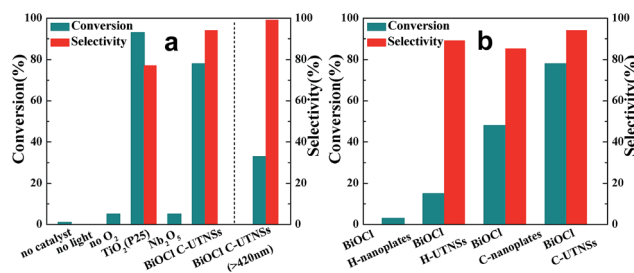 100
80
60
40
20
0
Conversion(%)
Conversion
Selectivity
a
100
80
60
40
20
0
Selectivity(%)
no catalyst
no light
no O₂
TiO₂(P25)
Nb₂O₅
BiOCl C-UTNSs
BiOCl C-UTNSs
(>420nm)
100
80
60
40
20
0
Conversion(%)
Conversion
Selectivity
b
100
80
60
40
20
0
Selectivity(%)
BiOCl
H-nanoplates
BiOCl
H-UTNSs
BiOCl
C-nanoplates
BiOCl
C-UTNSs